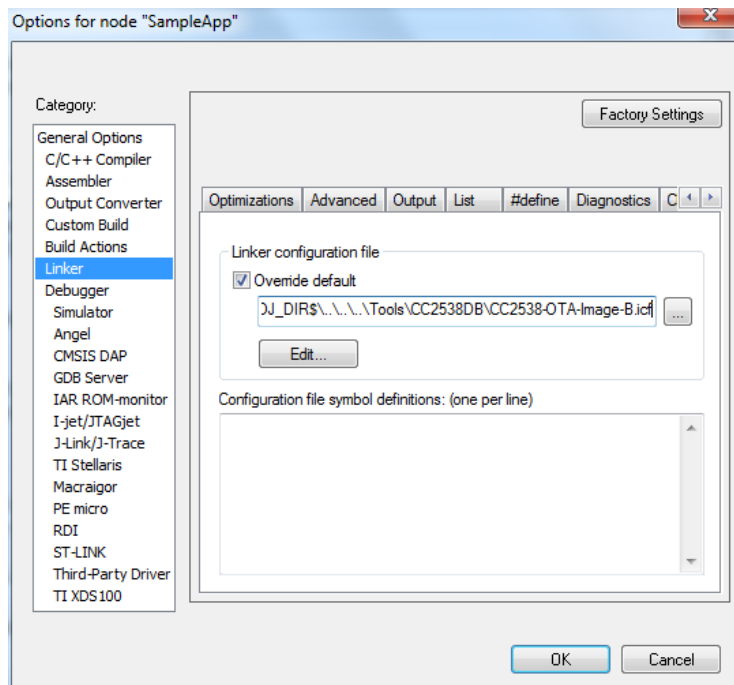 Options for node "SampleApp"
Category:
Factory Settings
General Options
C/C++ Compiler
Assembler
Output Converter
Custom Build
Build Actions
Linker
Debugger
Simulator
Angel
CMSIS DAP
GDB Server
IAR ROM-monitor
I-jet/JTAGjet
J-Link/J-Trace
TI Stellaris
Macraigor
PE micro
RDI
ST-LINK
Third-Party Driver
TI XDS100
Optimizations Advanced Output List #define Diagnostics C
Linker configuration file
Override default
OJ_DIR$\..\..\..\Tools\CC2538DB\CC2538-OTA-Image-B.icf ...
Edit...
Configuration file symbol definitions: (one per line)
OK Cancel